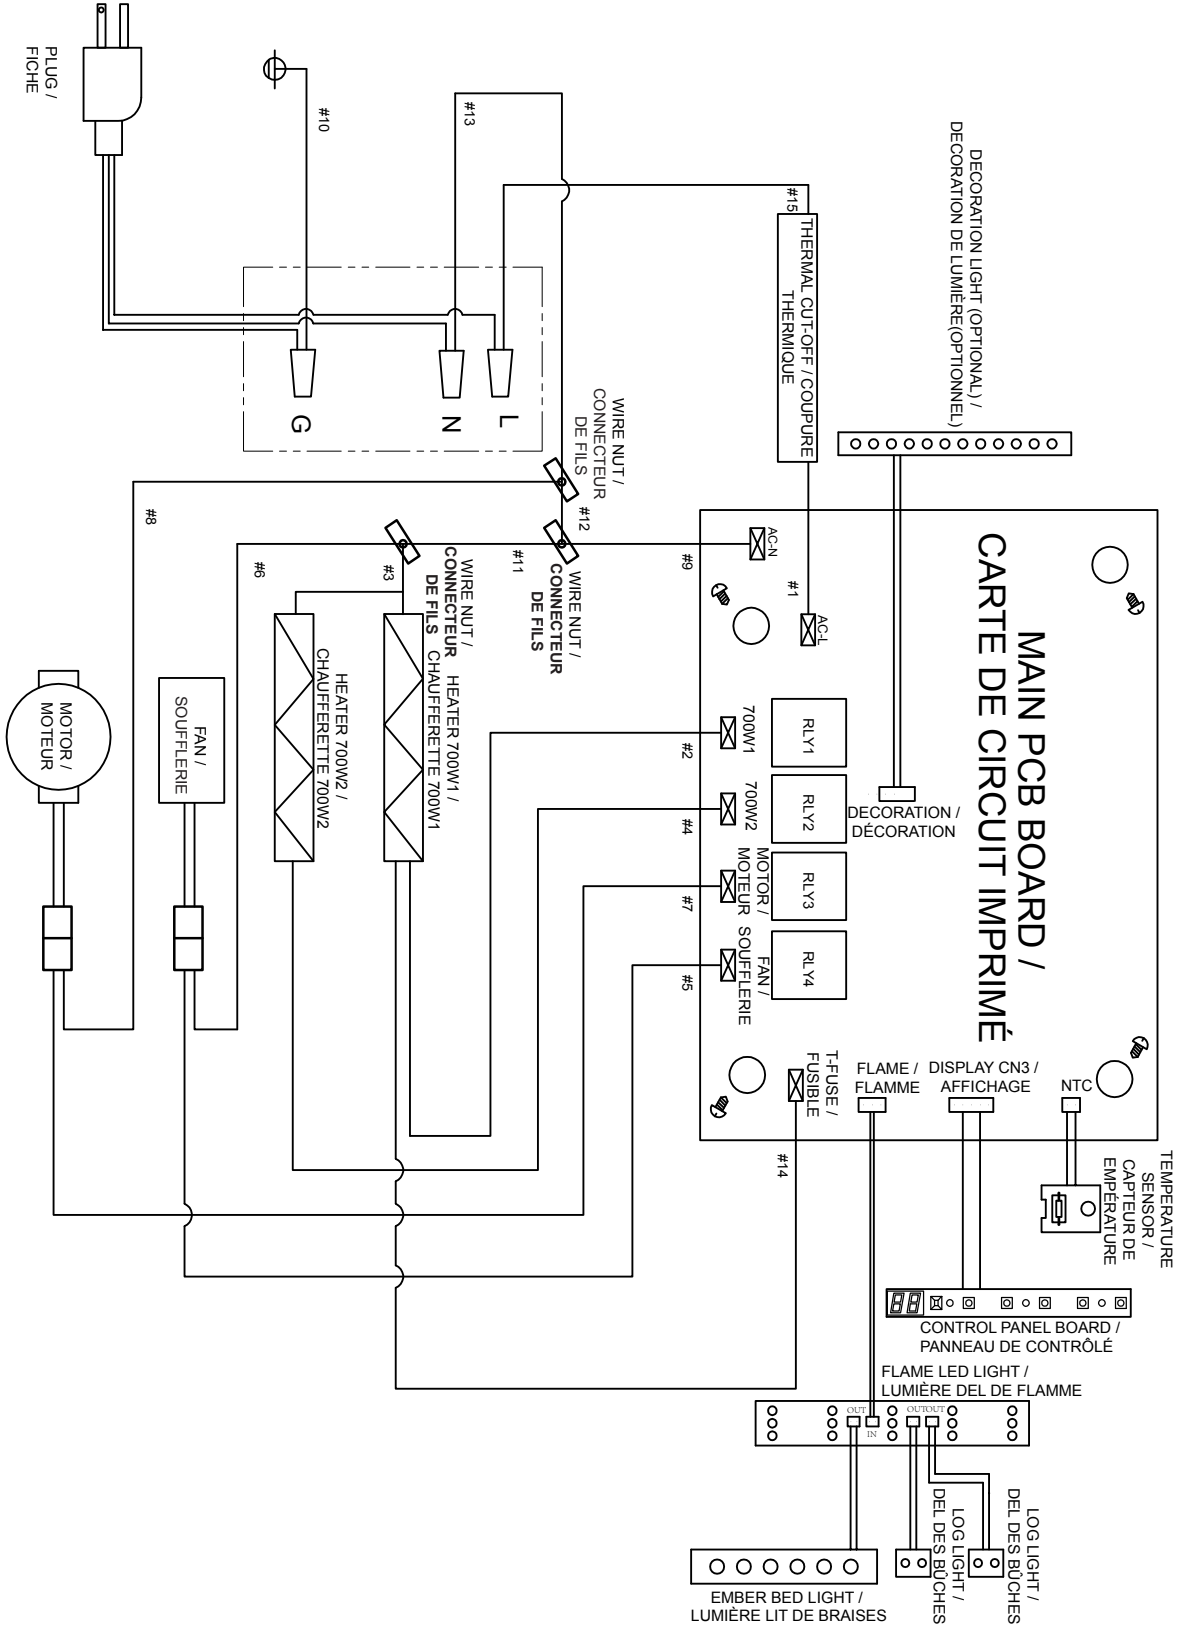 PLUG /
FICHE
#10
#13
#15
THERMAL CUT-OFF / COUPURE
THERMIQUE
DECORATION LIGHT (OPTIONAL) /
DECORATION DE LUMIÈRE(OPTIONNEL)
G
N
L
WIRE NUT /
CONNECTEUR
DE FILS
#12
#8
#6
#3
#11
#9
#1
WIRE NUT /
CONNECTEUR
DE FILS
WIRE NUT /
CONNECTEUR
DE FILS
AC-N
AC-L
MAIN PCB BOARD /
CARTE DE CIRCUIT IMPRIMÉ
MOTOR /
MOTEUR
FAN /
SOUFFLERIE
HEATER 700W2 /
CHAUFFERETTE 700W2
HEATER 700W1 /
CHAUFFERETTE 700W1
700W1
#2
RLY1
700W2
#4
RLY2
DECORATION /
DÉCORATION
MOTOR /
MOTEUR
#7
RLY3
FAN /
SOUFFLERIE
#5
RLY4
T-FUSE /
FUSIBLE
#14
FLAME /
FLAMME
DISPLAY CN3 /
AFFICHAGE
NTC
TEMPERATURE
SENSOR /
CAPTEUR DE
EMPÉRATURE
88
CONTROL PANEL BOARD /
PANNEAU DE CONTRÔLÉ
FLAME LED LIGHT /
LUMIÈRE DEL DE FLAMME
OUT
IN
OUT
OUT
LOG LIGHT /
DEL DES BÛCHES
LOG LIGHT /
DEL DES BÛCHES
EMBER BED LIGHT /
LUMIÈRE LIT DE BRAISES